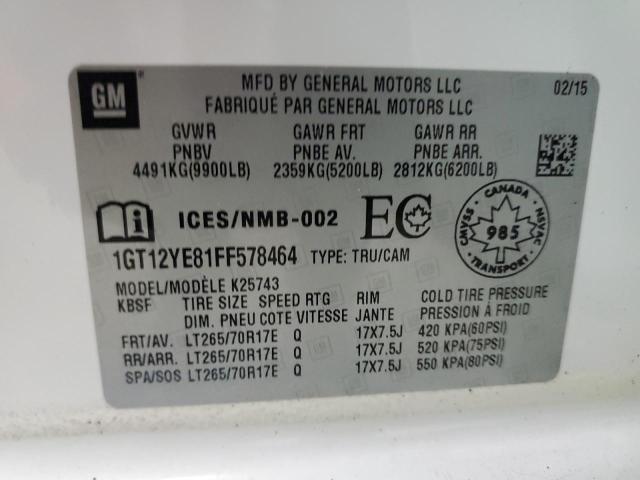 GM
MFD BY GENERAL MOTORS LLC 02/15
FABRIQUÉ PAR GENERAL MOTORS LLC
GVWR GAWR FRT GAWR RR
PNBV PNBE AV. PNBE ARR.
4491KG(9900LB) 2359KG(5200LB) 2812KG(6200LB)
ICES/NMB-002 EC
CANADA
CMVSS NSVAC
985
TRANSPORT
1GT12YE81FF578464 TYPE: TRU/CAM
MODEL/MODÈLE K25743
KBSF TIRE SIZE SPEED RTG RIM COLD TIRE PRESSURE
DIM. PNEU COTE VITESSE JANTE PRESSION À FROID
FRT/AV. LT265/70R17E Q 17X7.5J 420 KPA(60PSI)
RR/ARR. LT265/70R17E Q 17X7.5J 520 KPA(75PSI)
SPA/SOS LT265/70R17E Q 17X7.5J 550 KPA(80PSI)